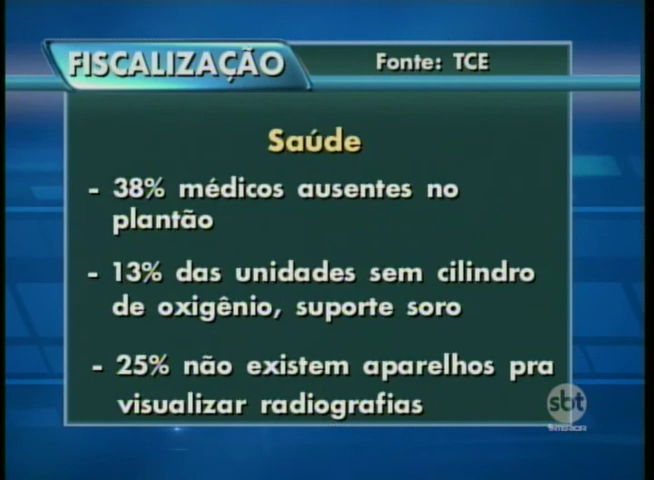 FISCALIZAÇÃO
Fonte: TCE
Saúde
- 38% médicos ausentes no
plantão
- 13% das unidades sem cilindro
de oxigênio, suporte soro
- 25% não existem aparelhos pra
visualizar radiografias
sbt
INTERIOR